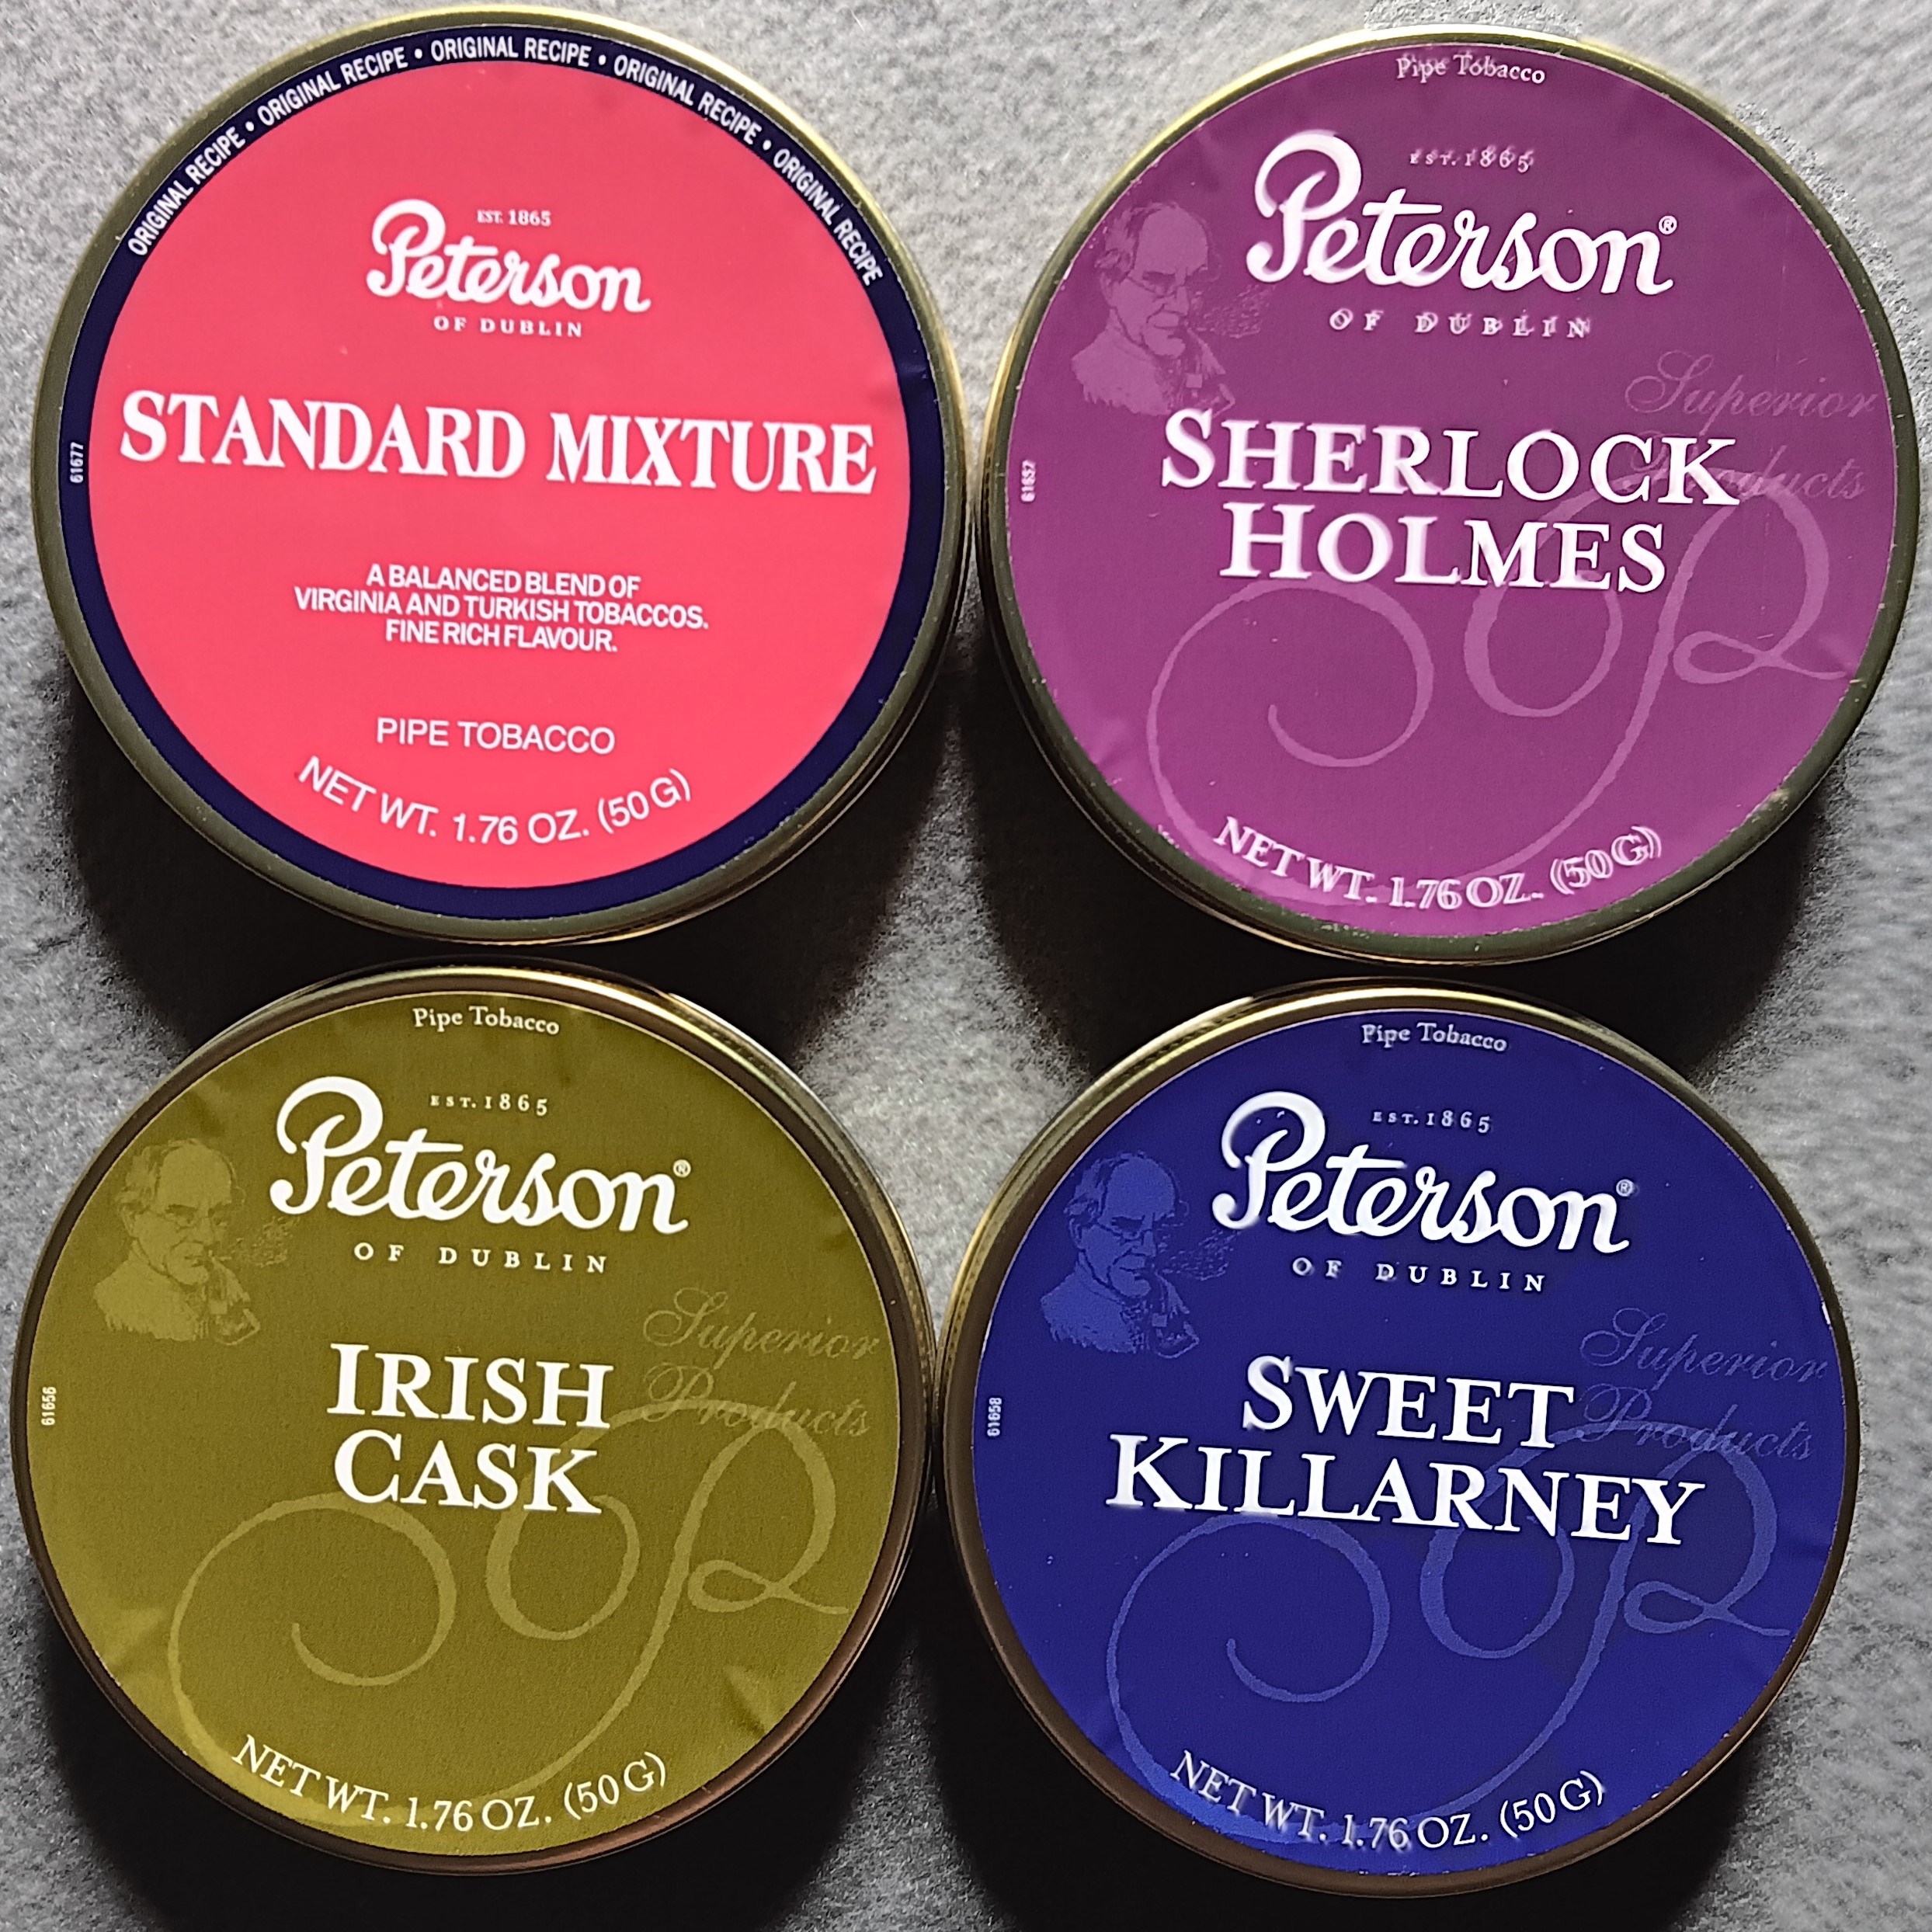 ORIGINAL RECIPE • ORIGINAL RECIPE • ORIGINAL RECIPE • ORIGINAL RECIPE • ORIGINAL RECIPE
EST. 1865
Peterson
OF DUBLIN
STANDARD MIXTURE
A BALANCED BLEND OF
VIRGINIA AND TURKISH TOBACCOS.
FINE RICH FLAVOUR.
PIPE TOBACCO
NET WT. 1.76 OZ. (50 G)
61677
Pipe Tobacco
EST. 1865
Peterson®
OF DUBLIN
Superior
Products
SHERLOCK
HOLMES
SP
NET WT. 1.76 OZ. (50 G)
Pipe Tobacco
EST. 1865
Peterson®
OF DUBLIN
Superior
Products
IRISH
CASK
SP
NET WT. 1.76 OZ. (50 G)
61656
Pipe Tobacco
EST. 1865
Peterson®
OF DUBLIN
Superior
Products
SWEET
KILLARNEY
SP
NET WT. 1.76 OZ. (50 G)
61658